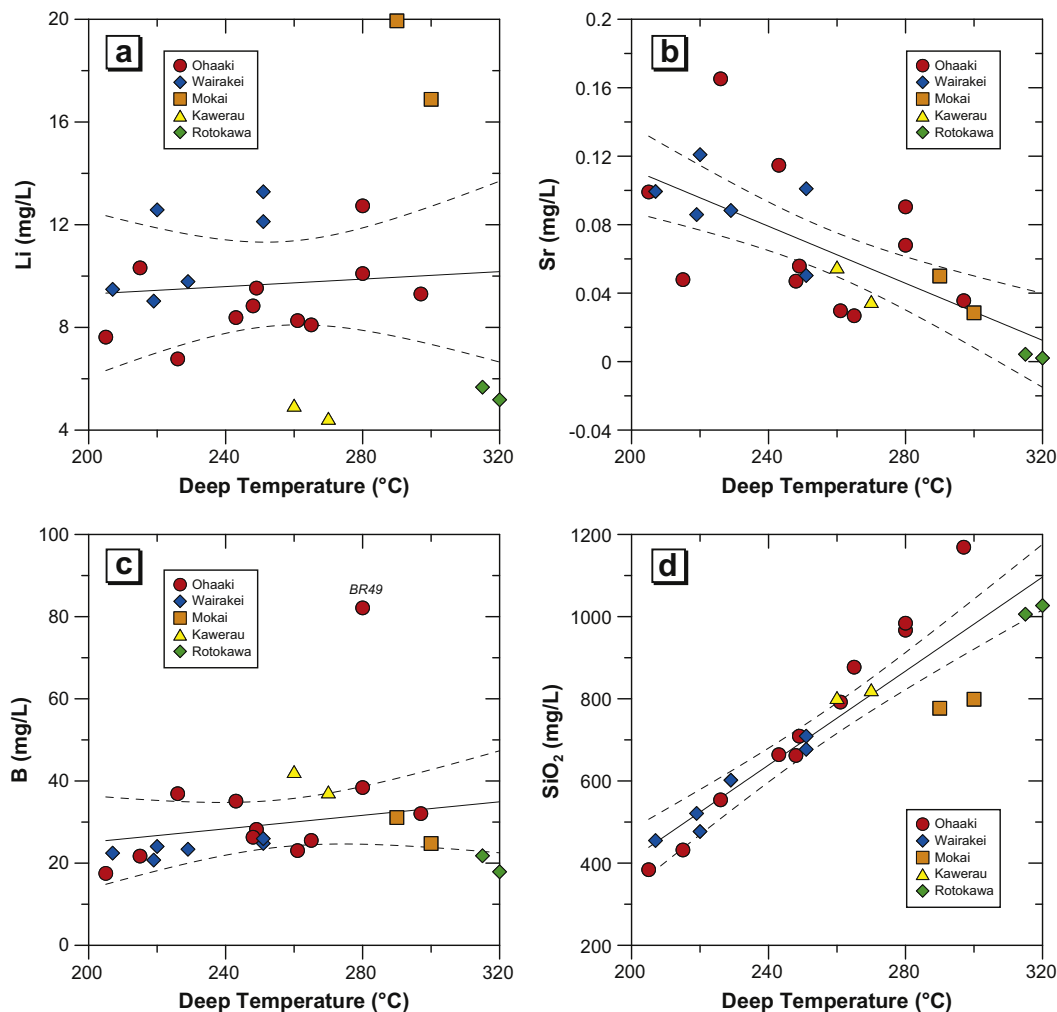 a
20
16
12
8
4
Li (mg/L)
200 240 280 320
Deep Temperature (°C)
Ohaaki
Wairakei
Mokai
Kawerau
Rotokawa
b
0.2
0.16
0.12
0.08
0.04
0
-0.04
Sr (mg/L)
200 240 280 320
Deep Temperature (°C)
Ohaaki
Wairakei
Mokai
Kawerau
Rotokawa
c
100
80
60
40
20
0
B (mg/L)
200 240 280 320
Deep Temperature (°C)
BR49
Ohaaki
Wairakei
Mokai
Kawerau
Rotokawa
d
1200
1000
800
600
400
200
SiO₂ (mg/L)
200 240 280 320
Deep Temperature (°C)
Ohaaki
Wairakei
Mokai
Kawerau
Rotokawa